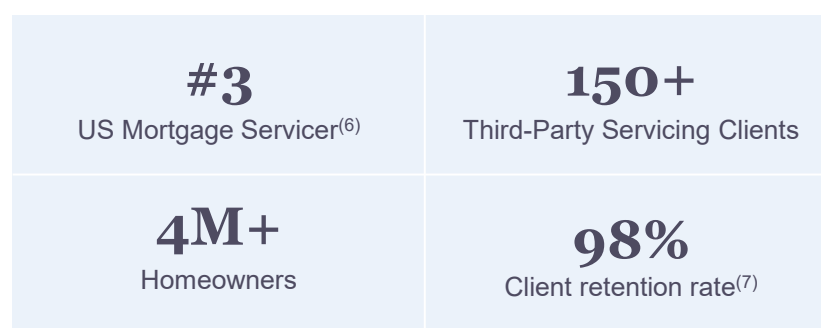 #3
US Mortgage Servicer(6)
150+
Third-Party Servicing Clients
4M+
Homeowners
98%
Client retention rate(7)